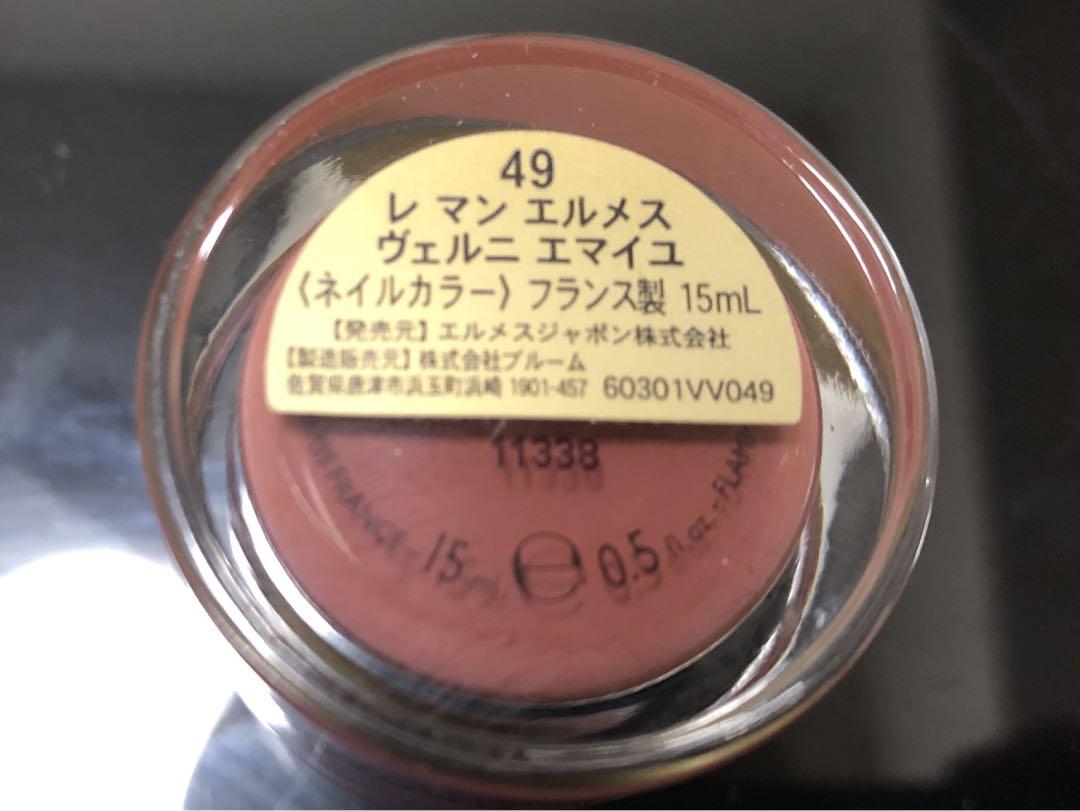 49
レ マン エルメス
ヴェルニ エマイユ
〈ネイルカラー〉 フランス製 15mL
【発売元】エルメスジャポン株式会社
【製造販売元】株式会社ブルーム
佐賀県唐津市浜玉町浜崎 1901-457 60301VV049
11338
FRANCE - 15 ml e 0.5 fl.oz. -